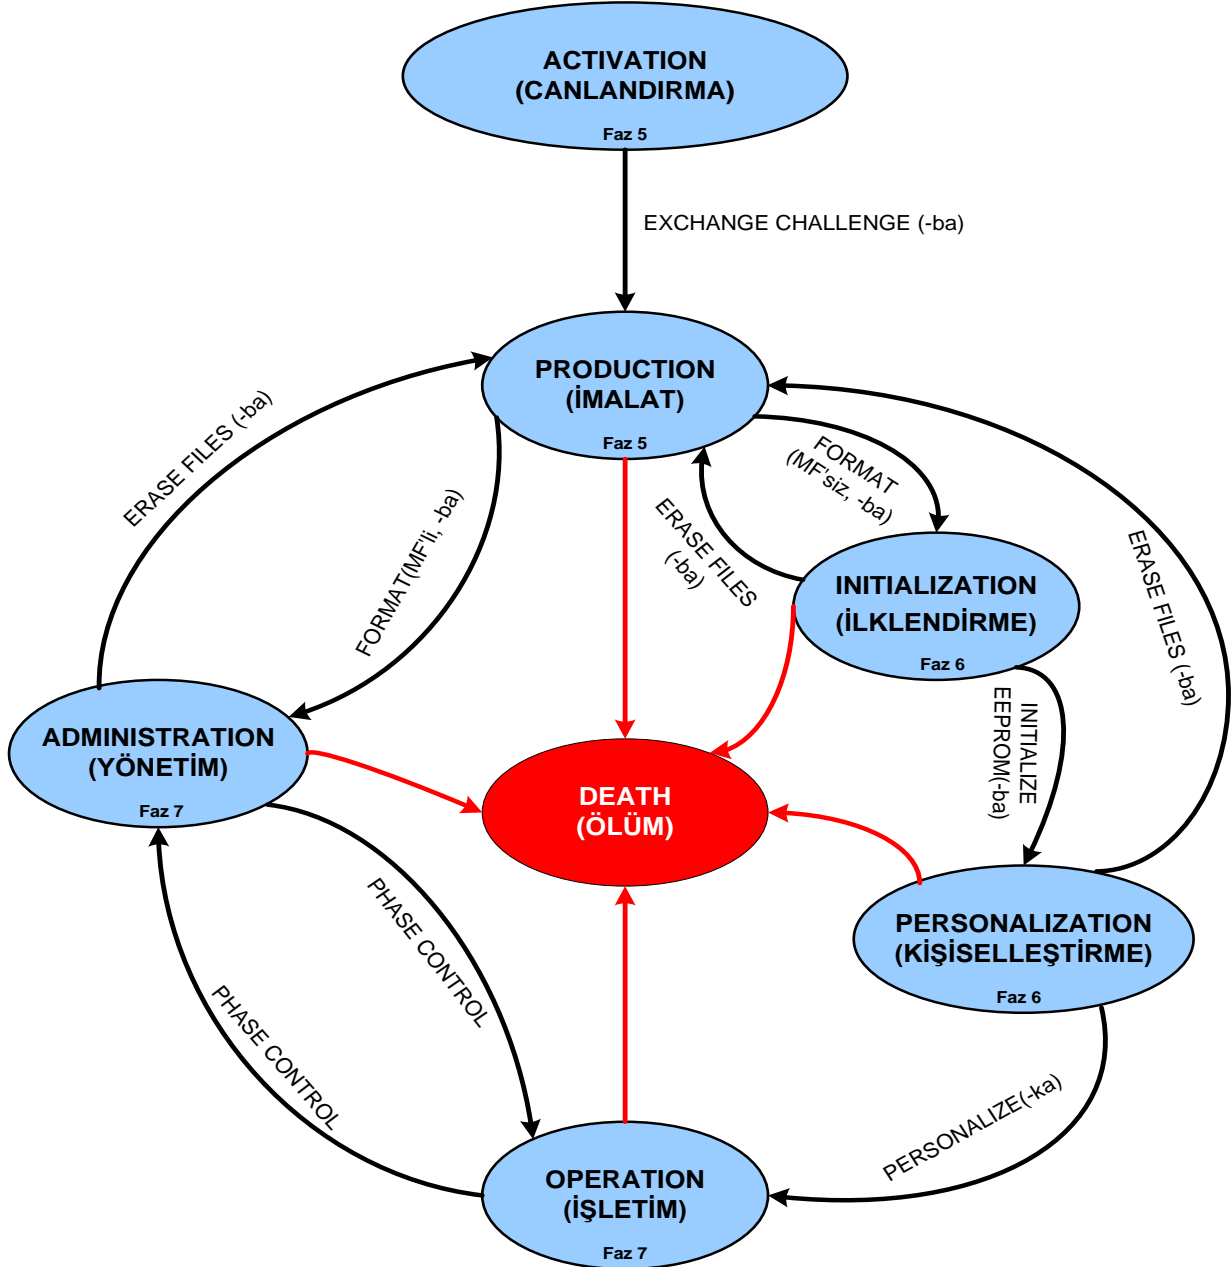 ACTIVATION
(CANLANDIRMA)
Faz 5
EXCHANGE CHALLENGE (-ba)
PRODUCTION
(İMALAT)
Faz 5
ERASE FILES (-ba)
FORMAT(MF'li, -ba)
FORMAT
(MF'siz, -ba)
ERASE FILES
(-ba)
ERASE FILES (-ba)
INITIALIZATION
(İLKLENDİRME)
Faz 6
INITIALIZE
EEPROM(-ba)
ADMINISTRATION
(YÖNETİM)
Faz 7
DEATH
(ÖLÜM)
PERSONALIZATION
(KİŞİSELLEŞTİRME)
Faz 6
PHASE CONTROL
PHASE CONTROL
PERSONALIZE(-ka)
OPERATION
(İŞLETİM)
Faz 7